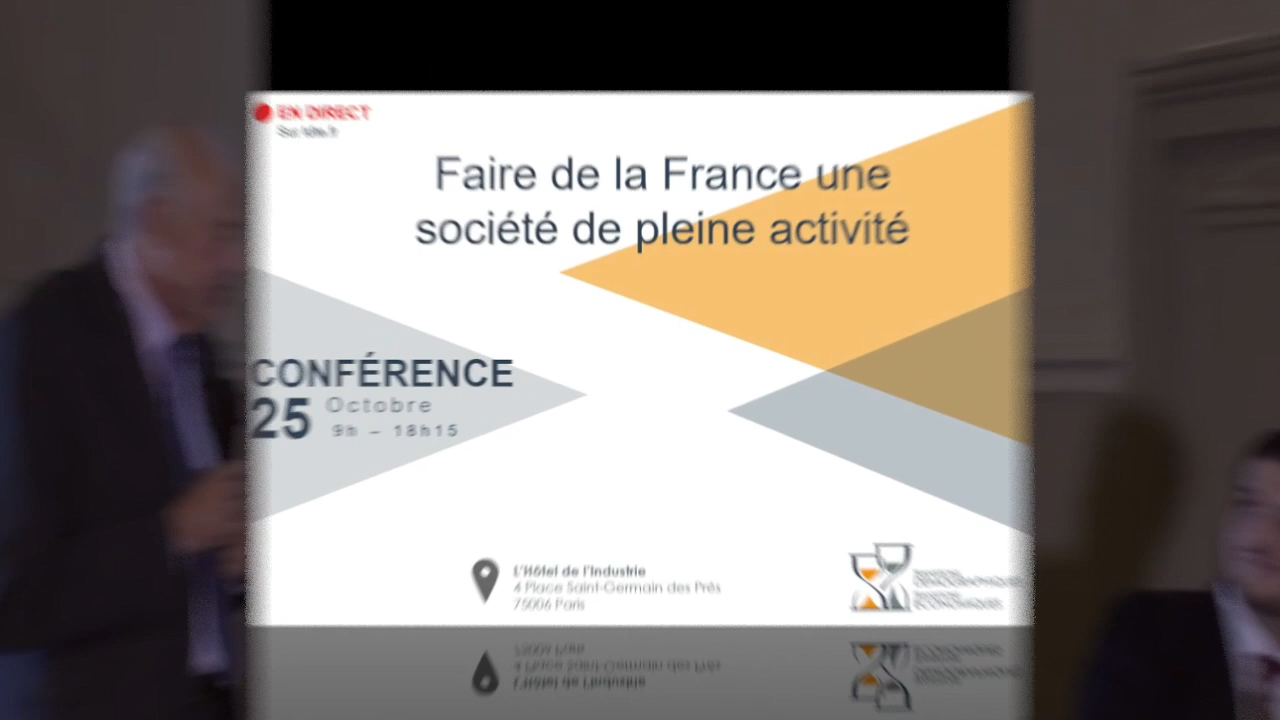 EN DIRECT
Faire de la France une
société de pleine activité
CONFÉRENCE
25 Octobre
9h – 18h15
L'Hôtel de l'Industrie
4 Place Saint-Germain des Prés
75006 Paris